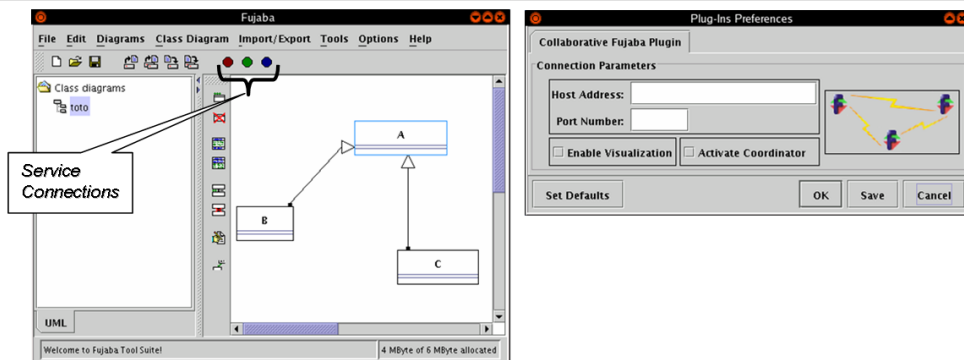 Fujaba
File Edit Diagrams Class Diagram Import/Export Tools Options Help
Class diagrams
toto
Service
Connections
A
B
C
UML
Welcome to Fujaba Tool Suite!
4 MByte of 6 MByte allocated
Plug-Ins Preferences
Collaborative Fujaba Plugin
Connection Parameters
Host Address:
Port Number:
Enable Visualization
Activate Coordinator
Set Defaults
OK
Save
Cancel